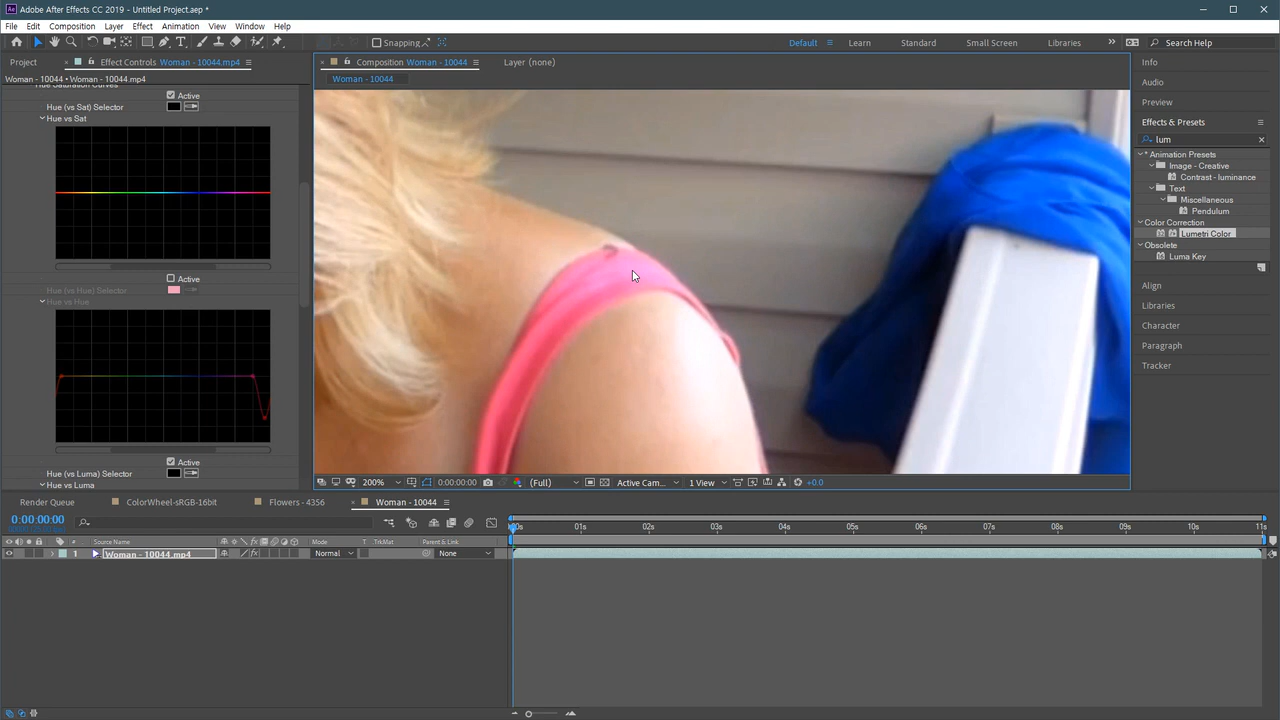 Adobe After Effects CC 2019 - Untitled Project.aep *
File Edit Composition Layer Effect Animation View Window Help
Snapping Default Learn Standard Small Screen Libraries Search Help
Project Effect Controls Woman - 10044.mp4 Composition Woman - 10044 Layer (none) Info
Woman - 10044 • Woman - 10044.mp4 Woman - 10044
Hue Saturation Curves
Audio
Active
Preview
Hue (vs Sat) Selector
Hue vs Sat
Effects & Presets
lum
* Animation Presets
Image - Creative
Contrast - luminance
Text
Miscellaneous
Pendulum
Color Correction
Lumetri Color
Obsolete
Luma Key
Active
Hue (vs Hue) Selector
Hue vs Hue
Align
Libraries
Character
Paragraph
Tracker
Active
Hue (vs Luma) Selector
Hue vs Luma
200% 0:00:00:00 (Full) Active Cam... 1 View +0.0
Render Queue ColorWheel-sRGB-16bit Flowers - 4356 Woman - 10044
0:00:00:00
01s 02s 03s 04s 05s 06s 07s 08s 09s 10s 11s
# Source Name Mode T TrkMat Parent & Link
1 Woman - 10044.mp4 Normal None